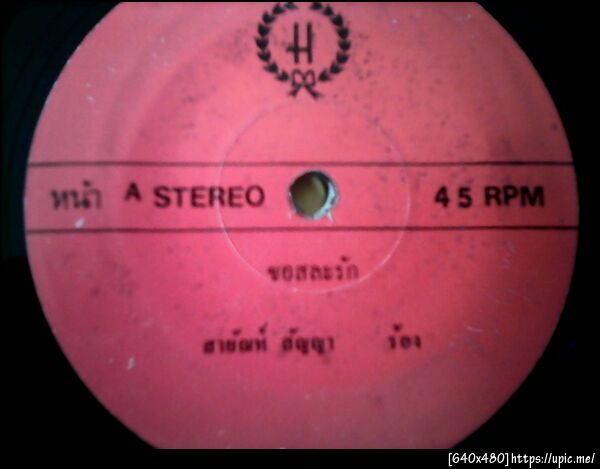 H
หน้า A STEREO 45 RPM
ขอสละรัก
สายัณห์ สัญญา ร้อง
[640x480]https://upic.me/